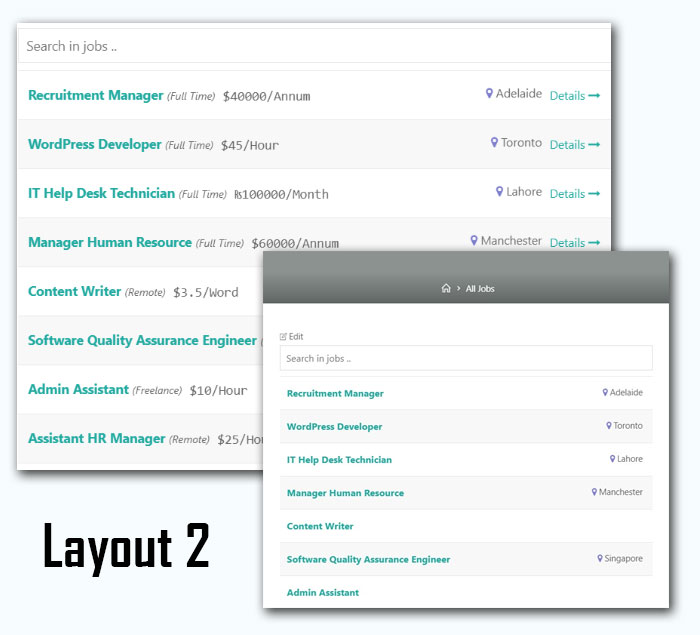 Search in jobs ..
Recruitment Manager (Full Time) $40000/Annum Adelaide Details
WordPress Developer (Full Time) $45/Hour Toronto Details
IT Help Desk Technician (Full Time) ₨100000/Month Lahore Details
Manager Human Resource (Full Time) $60000/Annum Manchester Details
Content Writer (Remote) $3.5/Word
Software Quality Assurance Engineer (
Admin Assistant (Freelance) $10/Hour
Assistant HR Manager (Remote) $25/Hou
All Jobs
Edit
Search in jobs ..
Recruitment Manager Adelaide
WordPress Developer Toronto
IT Help Desk Technician Lahore
Manager Human Resource Manchester
Content Writer
Software Quality Assurance Engineer Singapore
Admin Assistant
Layout 2